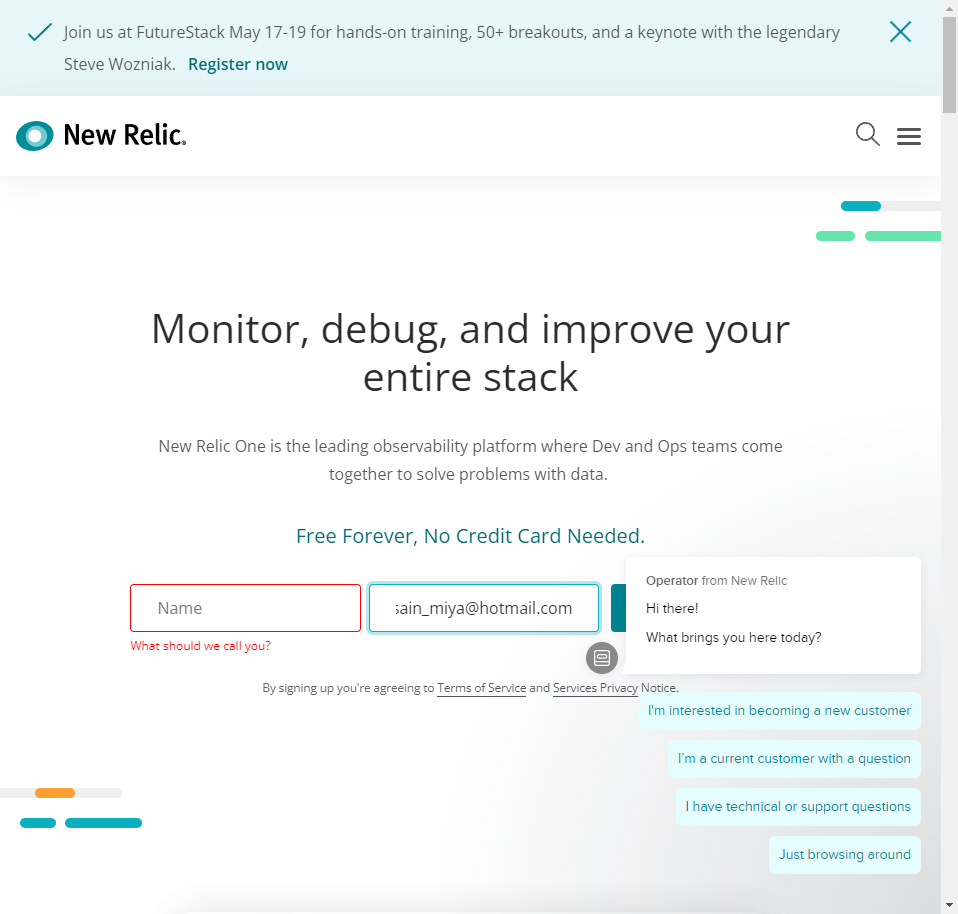 Join us at FutureStack May 17-19 for hands-on training, 50+ breakouts, and a keynote with the legendary
Steve Wozniak. Register now
New Relic.
Monitor, debug, and improve your
entire stack
New Relic One is the leading observability platform where Dev and Ops teams come
together to solve problems with data.
Free Forever, No Credit Card Needed.
Name
sain_miya@hotmail.com
What should we call you?
By signing up you're agreeing to Terms of Service and Services Privacy Notice.
Operator from New Relic
Hi there!
What brings you here today?
I'm interested in becoming a new customer
I'm a current customer with a question
I have technical or support questions
Just browsing around